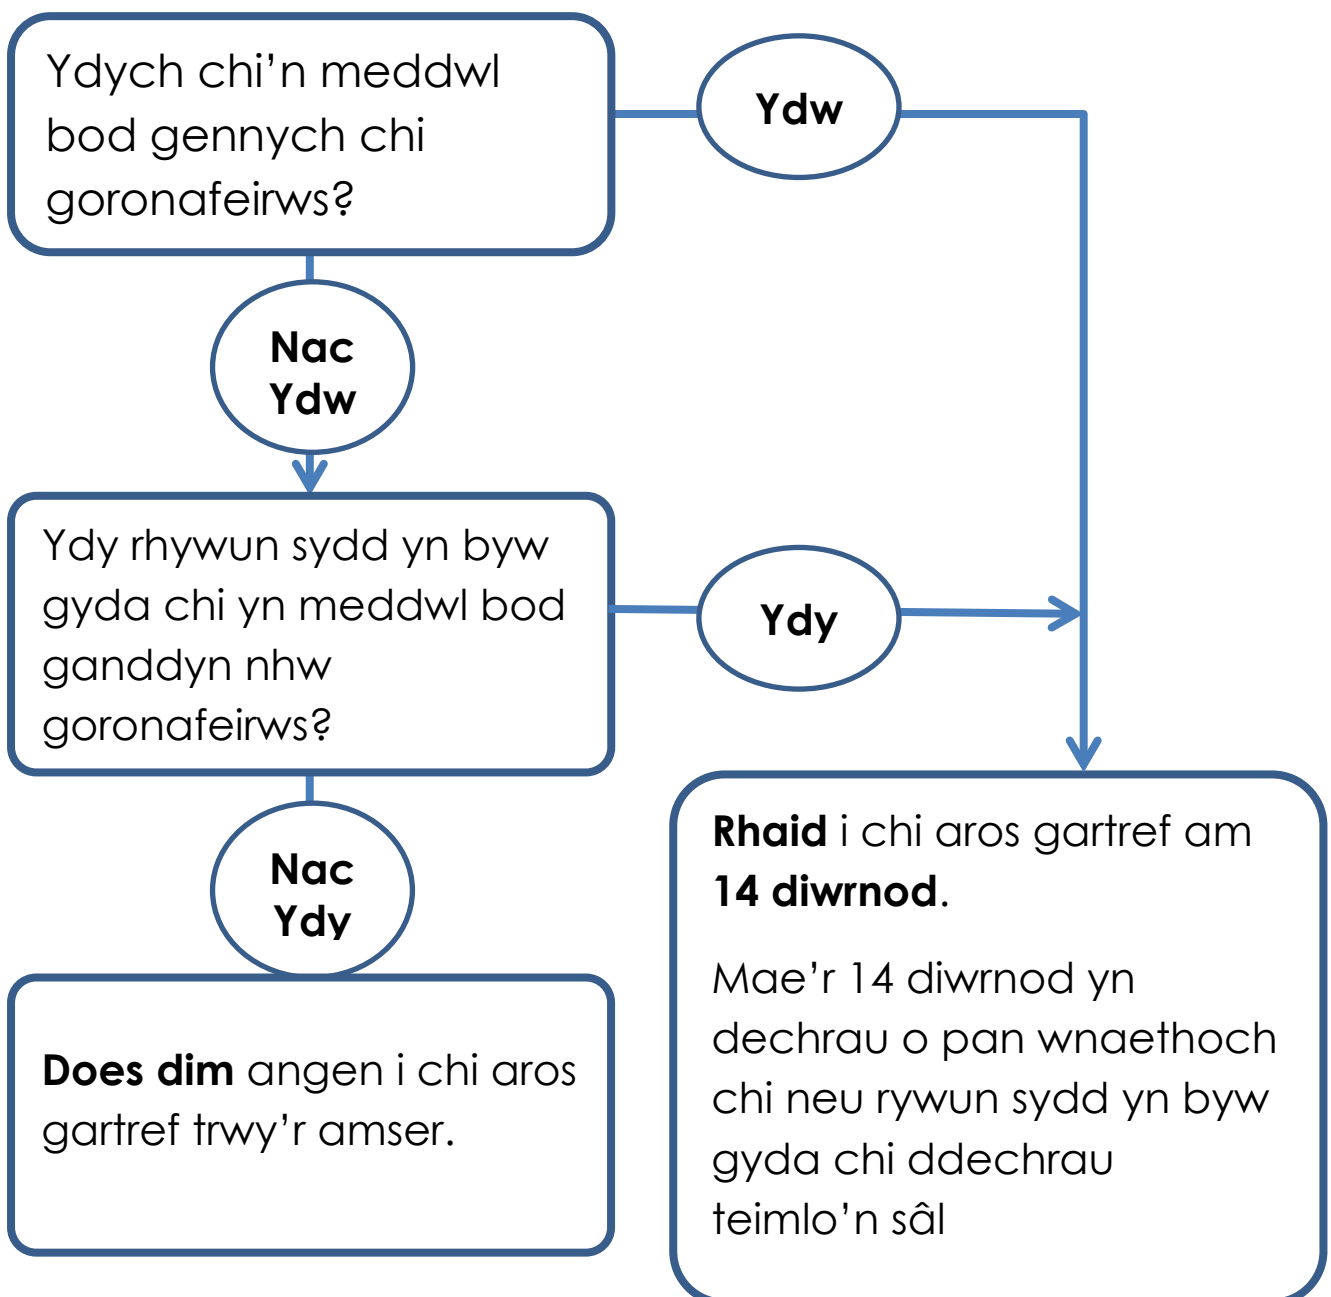 Ydych chi’n meddwl
bod gennych chi
goronafeirws?
Ydw
Nac
Ydw
Ydy rhywun sydd yn byw
gyda chi yn meddwl bod
ganddyn nhw
goronafeirws?
Ydy
Nac
Ydy
Does dim angen i chi aros
gartref trwy’r amser.
Rhaid i chi aros gartref am
14 diwrnod.
Mae’r 14 diwrnod yn
dechrau o pan wnaethoch
chi neu rywun sydd yn byw
gyda chi ddechrau
teimlo’n sâl